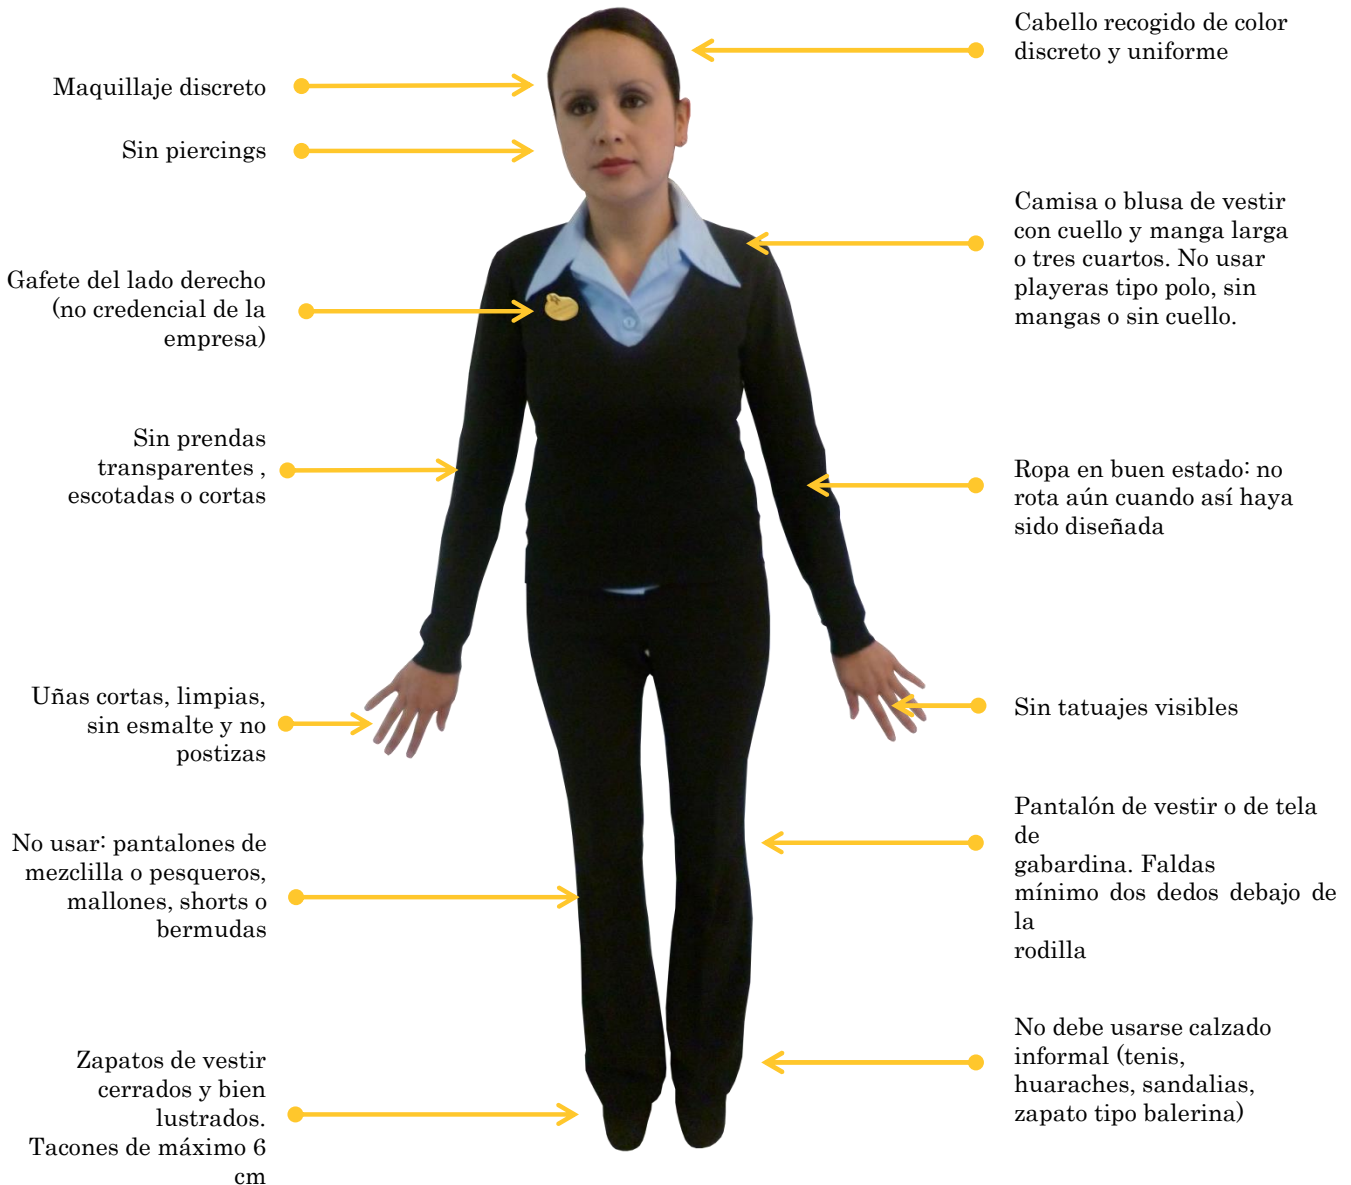 Cabello recogido de color
discreto y uniforme
Maquillaje discreto
Sin piercings
Camisa o blusa de vestir
con cuello y manga larga
o tres cuartos. No usar
playeras tipo polo, sin
mangas o sin cuello.
Gafete del lado derecho
(no credencial de la
empresa)
Sin prendas
transparentes ,
escotadas o cortas
Ropa en buen estado: no
rota aún cuando así haya
sido diseñada
Uñas cortas, limpias,
sin esmalte y no
postizas
Sin tatuajes visibles
Pantalón de vestir o de tela
de
gabardina. Faldas
mínimo dos dedos debajo de
la
rodilla
No usar: pantalones de
mezclilla o pesqueros,
mallones, shorts o
bermudas
No debe usarse calzado
informal (tenis,
huaraches, sandalias,
zapato tipo balerina)
Zapatos de vestir
cerrados y bien
lustrados.
Tacones de máximo 6
cm